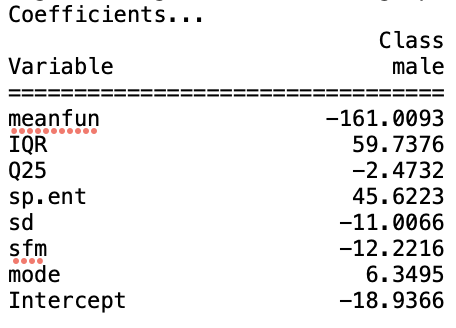 Coefficients...
Class
Variable male
=================================
meanfun -161.0093
IQR 59.7376
Q25 -2.4732
sp.ent 45.6223
sd -11.0066
sfm -12.2216
mode 6.3495
Intercept -18.9366